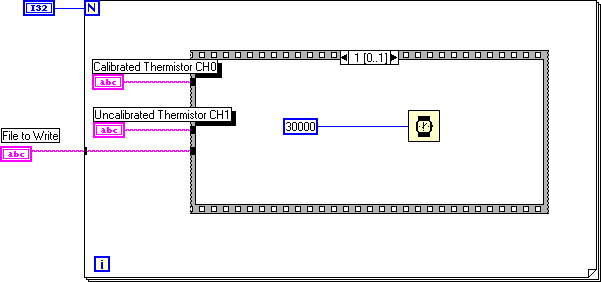 I32
N
1 [0..1]
Calibrated Thermistor CH0
abc
Uncalibrated Thermistor CH1
abc
30000
File to Write
abc
i